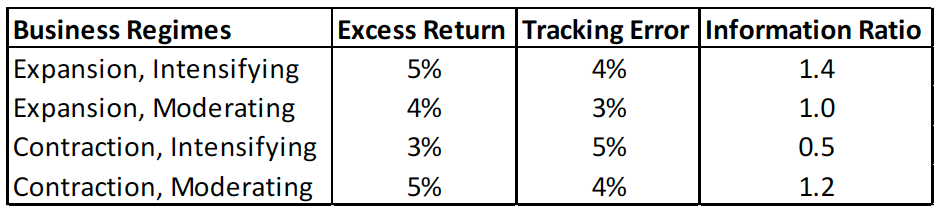 Business Regimes Excess Return Tracking Error Information Ratio
Expansion, Intensifying 5% 4% 1.4
Expansion, Moderating 4% 3% 1.0
Contraction, Intensifying 3% 5% 0.5
Contraction, Moderating 5% 4% 1.2